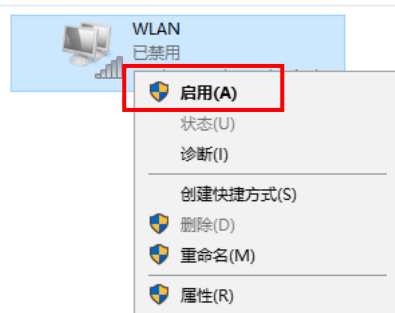 WLAN
已禁用
启用(A)
状态(U)
诊断(I)
创建快捷方式(S)
删除(D)
重命名(M)
属性(R)